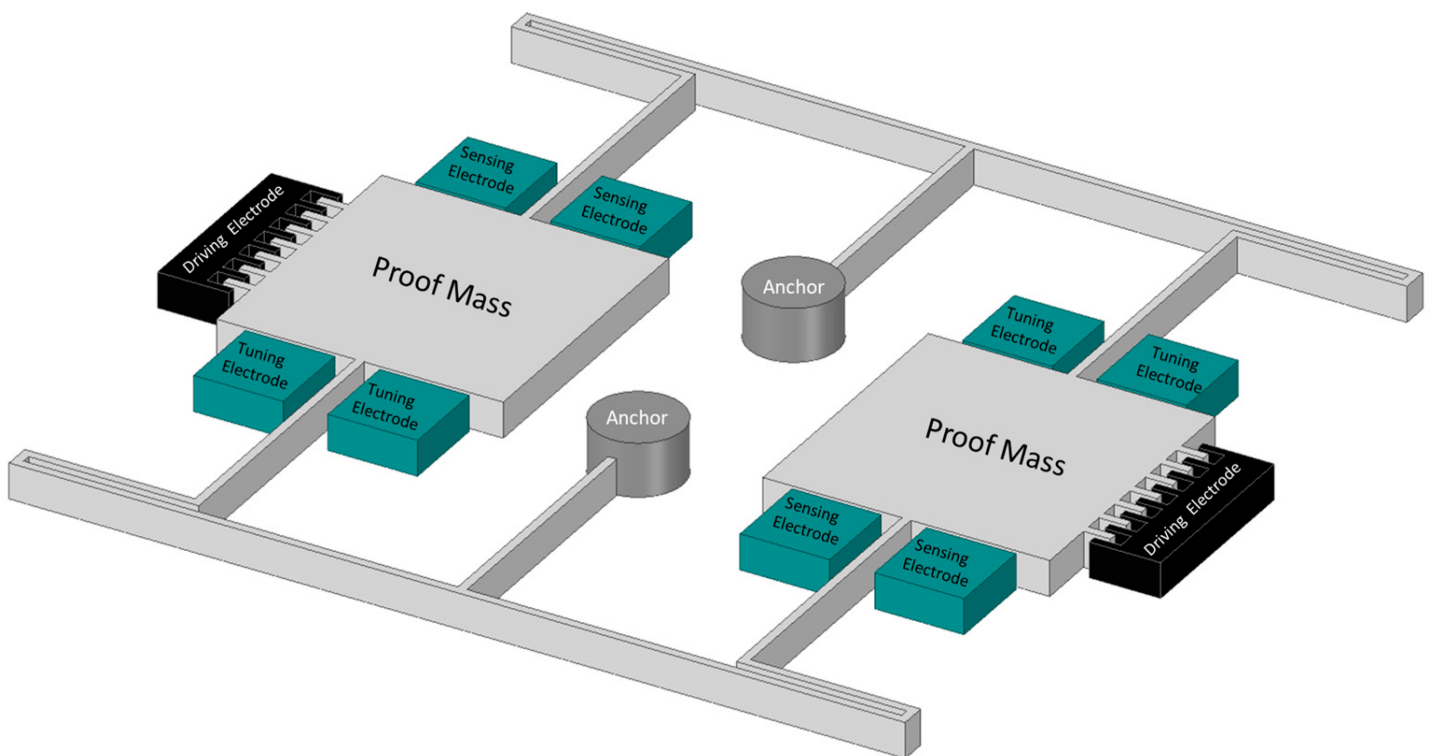 Sensing
Electrode
Sensing
Electrode
Driving Electrode
Proof Mass
Anchor
Tuning
Electrode
Tuning
Electrode
Tuning
Electrode
Tuning
Electrode
Anchor
Proof Mass
Sensing
Electrode
Sensing
Electrode
Driving Electrode